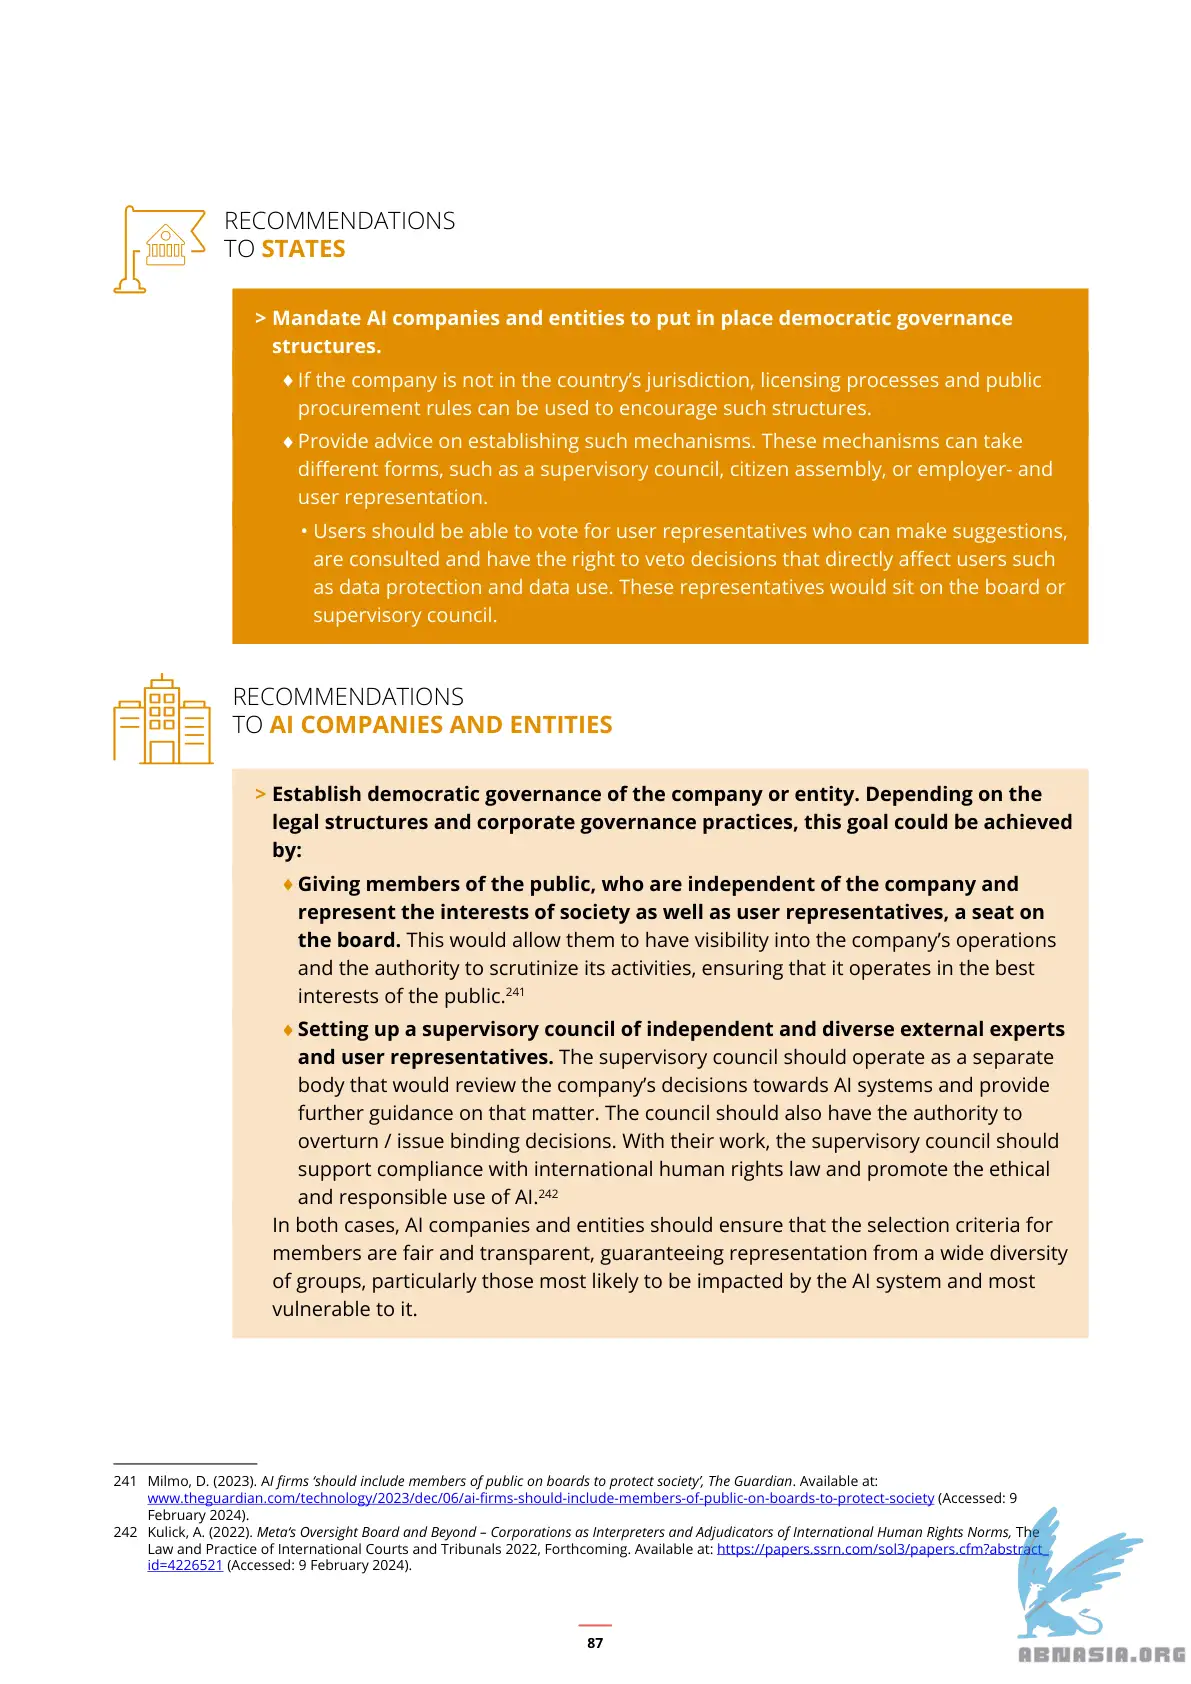 RECOMMENDATIONS
TO STATES
> Mandate AI companies and entities to put in place democratic governance
structures.
♦ If the company is not in the country’s jurisdiction, licensing processes and public
procurement rules can be used to encourage such structures.
♦ Provide advice on establishing such mechanisms. These mechanisms can take
different forms, such as a supervisory council, citizen assembly, or employer- and
user representation.
• Users should be able to vote for user representatives who can make suggestions,
are consulted and have the right to veto decisions that directly affect users such
as data protection and data use. These representatives would sit on the board or
supervisory council.
RECOMMENDATIONS
TO AI COMPANIES AND ENTITIES
> Establish democratic governance of the company or entity. Depending on the
legal structures and corporate governance practices, this goal could be achieved
by:
♦ Giving members of the public, who are independent of the company and
represent the interests of society as well as user representatives, a seat on
the board. This would allow them to have visibility into the company’s operations
and the authority to scrutinize its activities, ensuring that it operates in the best
interests of the public.241
♦ Setting up a supervisory council of independent and diverse external experts
and user representatives. The supervisory council should operate as a separate
body that would review the company’s decisions towards AI systems and provide
further guidance on that matter. The council should also have the authority to
overturn / issue binding decisions. With their work, the supervisory council should
support compliance with international human rights law and promote the ethical
and responsible use of AI.242
In both cases, AI companies and entities should ensure that the selection criteria for
members are fair and transparent, guaranteeing representation from a wide diversity
of groups, particularly those most likely to be impacted by the AI system and most
vulnerable to it.
241 Milmo, D. (2023). AI firms ‘should include members of public on boards to protect society’, The Guardian. Available at:
www.theguardian.com/technology/2023/dec/06/ai-firms-should-include-members-of-public-on-boards-to-protect-society (Accessed: 9
February 2024).
242 Kulick, A. (2022). Meta’s Oversight Board and Beyond – Corporations as Interpreters and Adjudicators of International Human Rights Norms, The
Law and Practice of International Courts and Tribunals 2022, Forthcoming. Available at: https://papers.ssrn.com/sol3/papers.cfm?abstract_
id=4226521 (Accessed: 9 February 2024).
87
ABNASIA.ORG